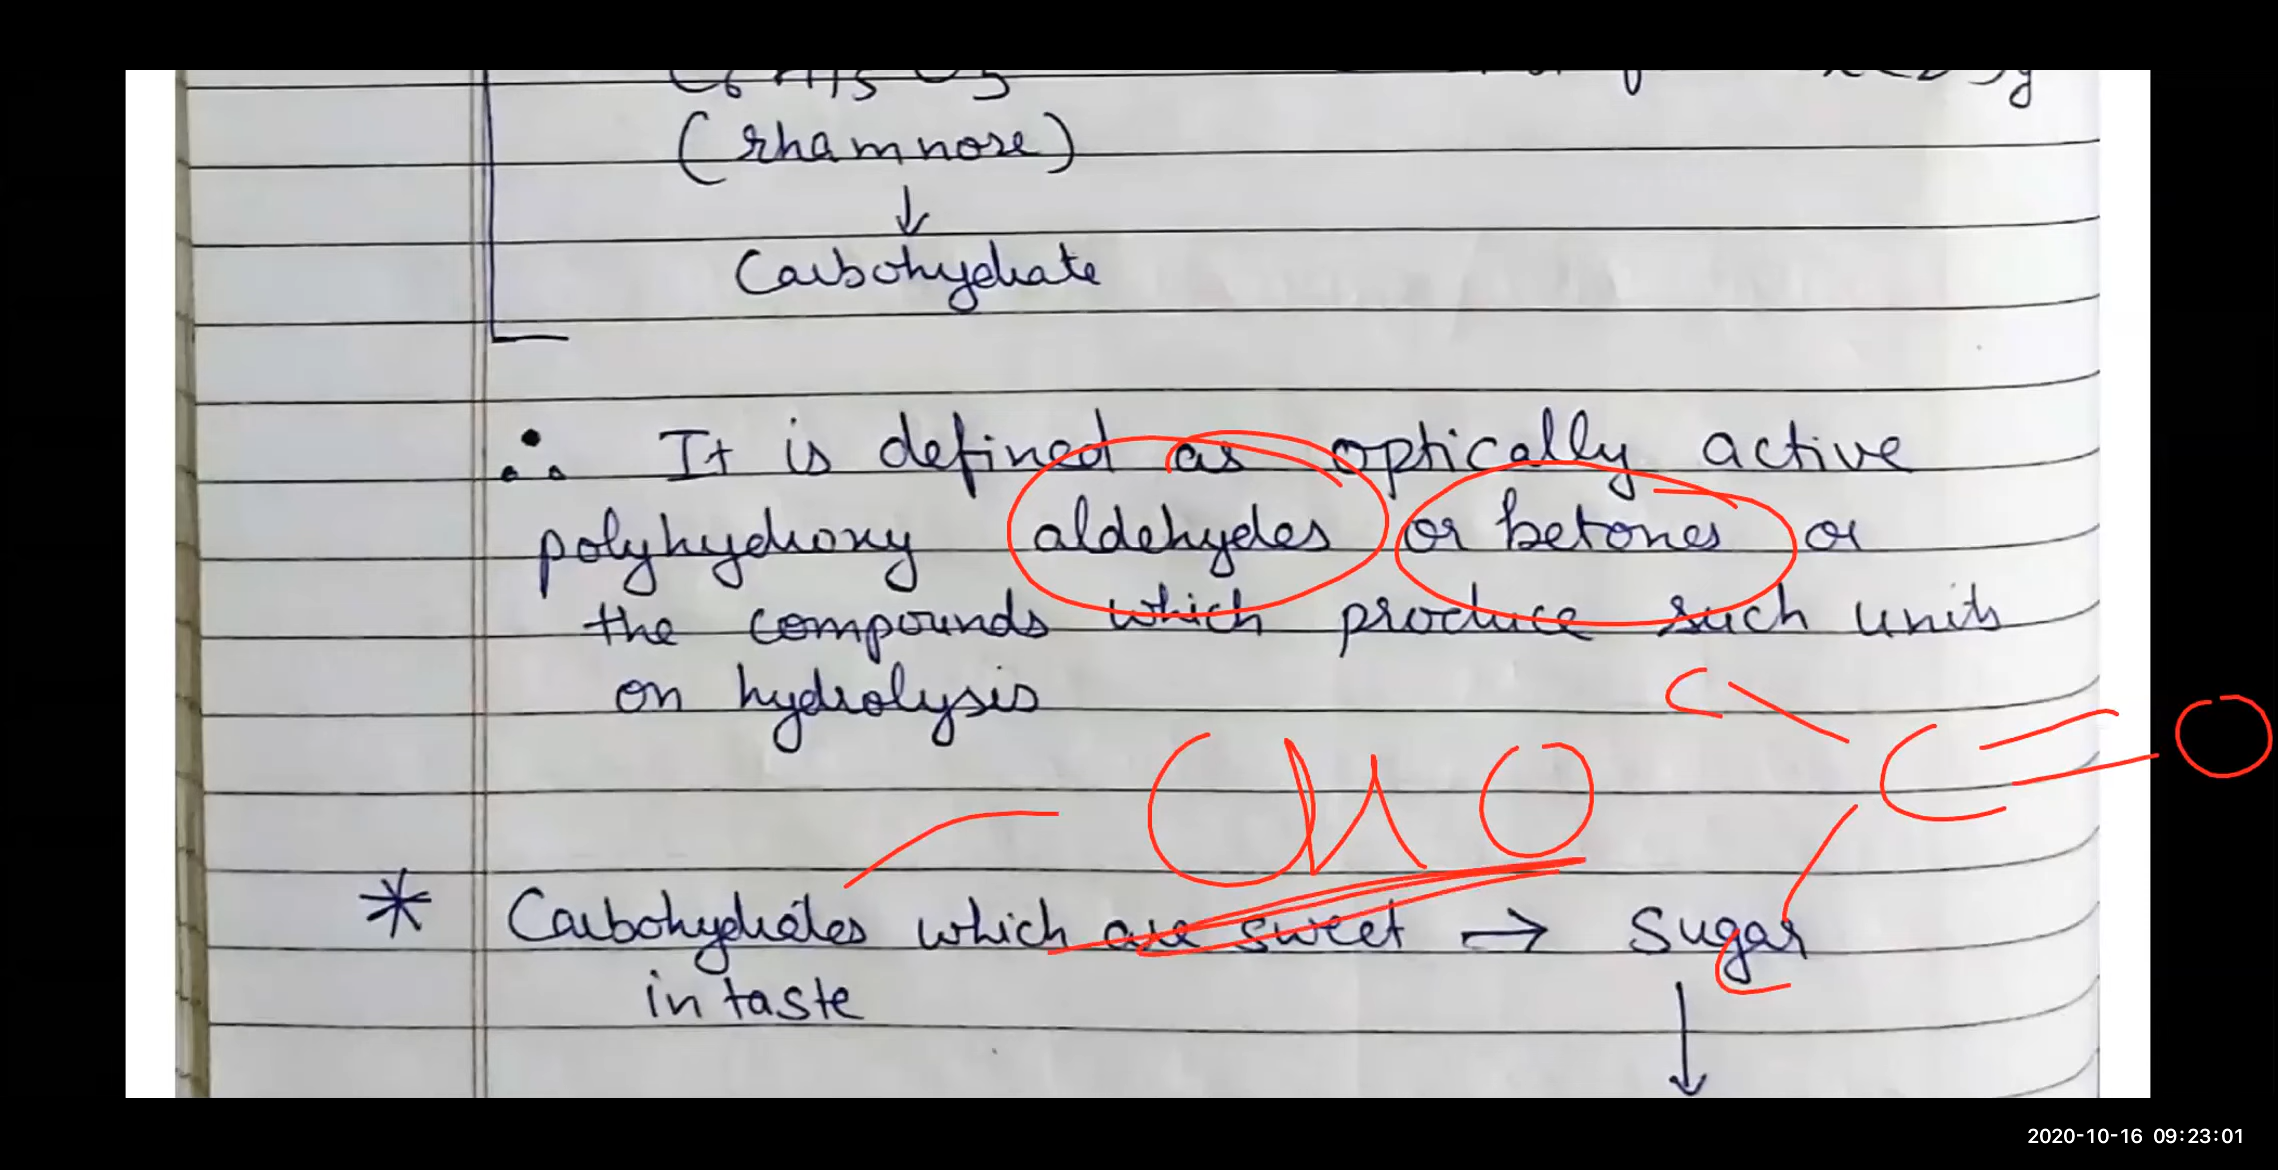 (rhamnose)
↓
Carbohydrate
∴ It is defined as optically active
polyhydroxy aldehydes or ketones or
the compounds which produce such units
on hydrolysis
C
C = O
C
— CHO
* Carbohydrates which are sweet → Sugar
in taste
↓
2020-10-16 09:23:01